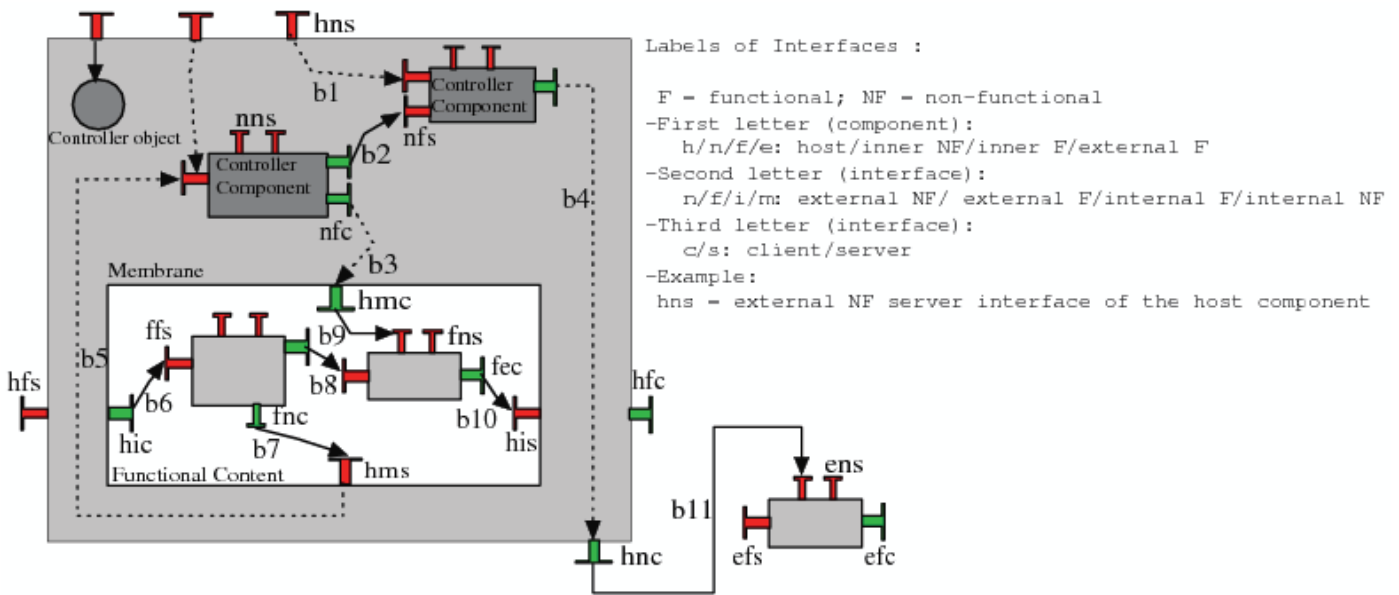 hns
Labels of Interfaces :
F - functional; NF - non-functional
-First letter (component):
h/n/f/e: host/inner NF/inner F/external F
-Second letter (interface):
n/f/i/m: external NF/ external F/internal F/internal NF
-Third letter (interface):
c/s: client/server
-Example:
hns - external NF server interface of the host component
Controller
Component
b1
Controller object
nns
nfs
b2
Controller
Component
b4
nfc
b3
Membrane
hmc
ffs
b9
fns
b5
b8
fec
hfs
b6
hfc
fnc
b10
hic
b7
his
Functional Content
hms
ens
b11
hnc
efs
efc